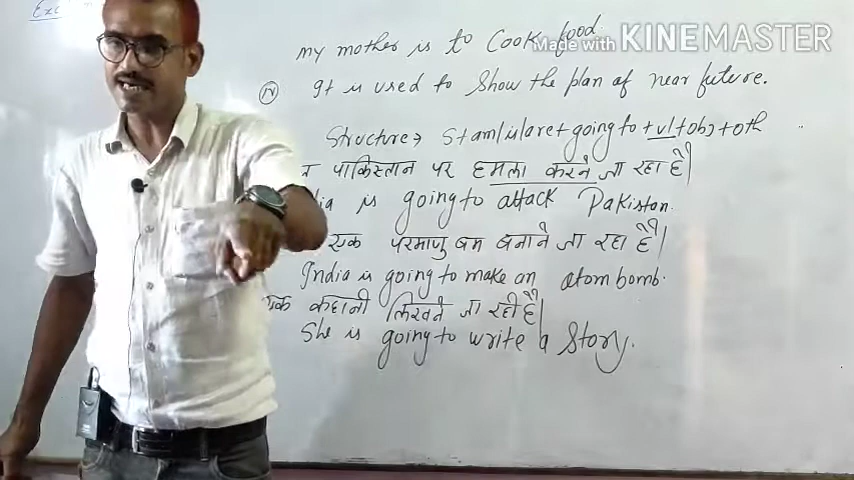 Exe
my mother is to Cook food
Made with KINEMASTER
(IV) It is used to Show the plan of near future.
Structure → S+am/is/are+going to+v1+obj+oth
पाकिस्तान पर हमला करने जा रहा है|
is going to attack Pakistan.
एक परमाणु बम बनाने जा रहा है|
India is going to make an atom bomb.
एक कहानी लिखने जा रही है|
She is going to write a Story.